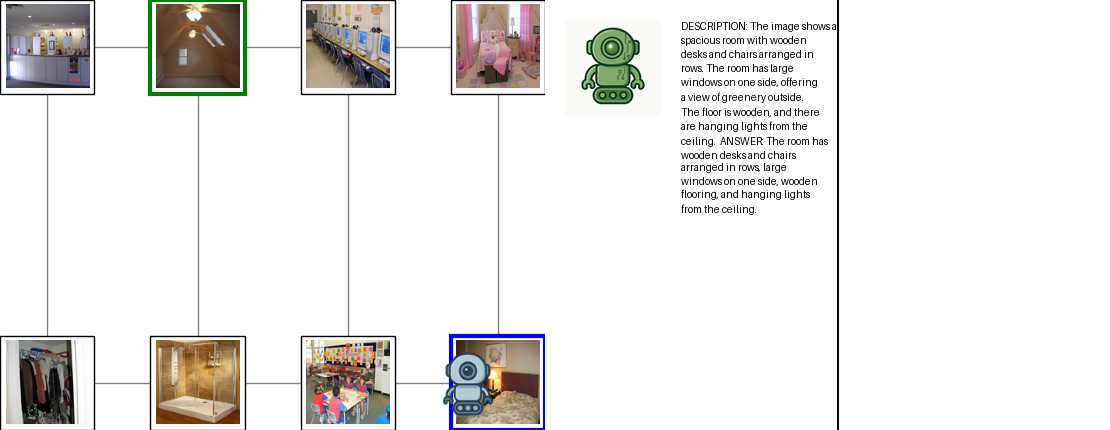 DESCRIPTION: The image shows a
spacious room with wooden
desks and chairs arranged in
rows. The room has large
windows on one side, offering
a view of greenery outside.
The floor is wooden, and there
are hanging lights from the
ceiling. ANSWER: The room has
wooden desks and chairs
arranged in rows, large
windows on one side, wooden
flooring, and hanging lights
from the ceiling.